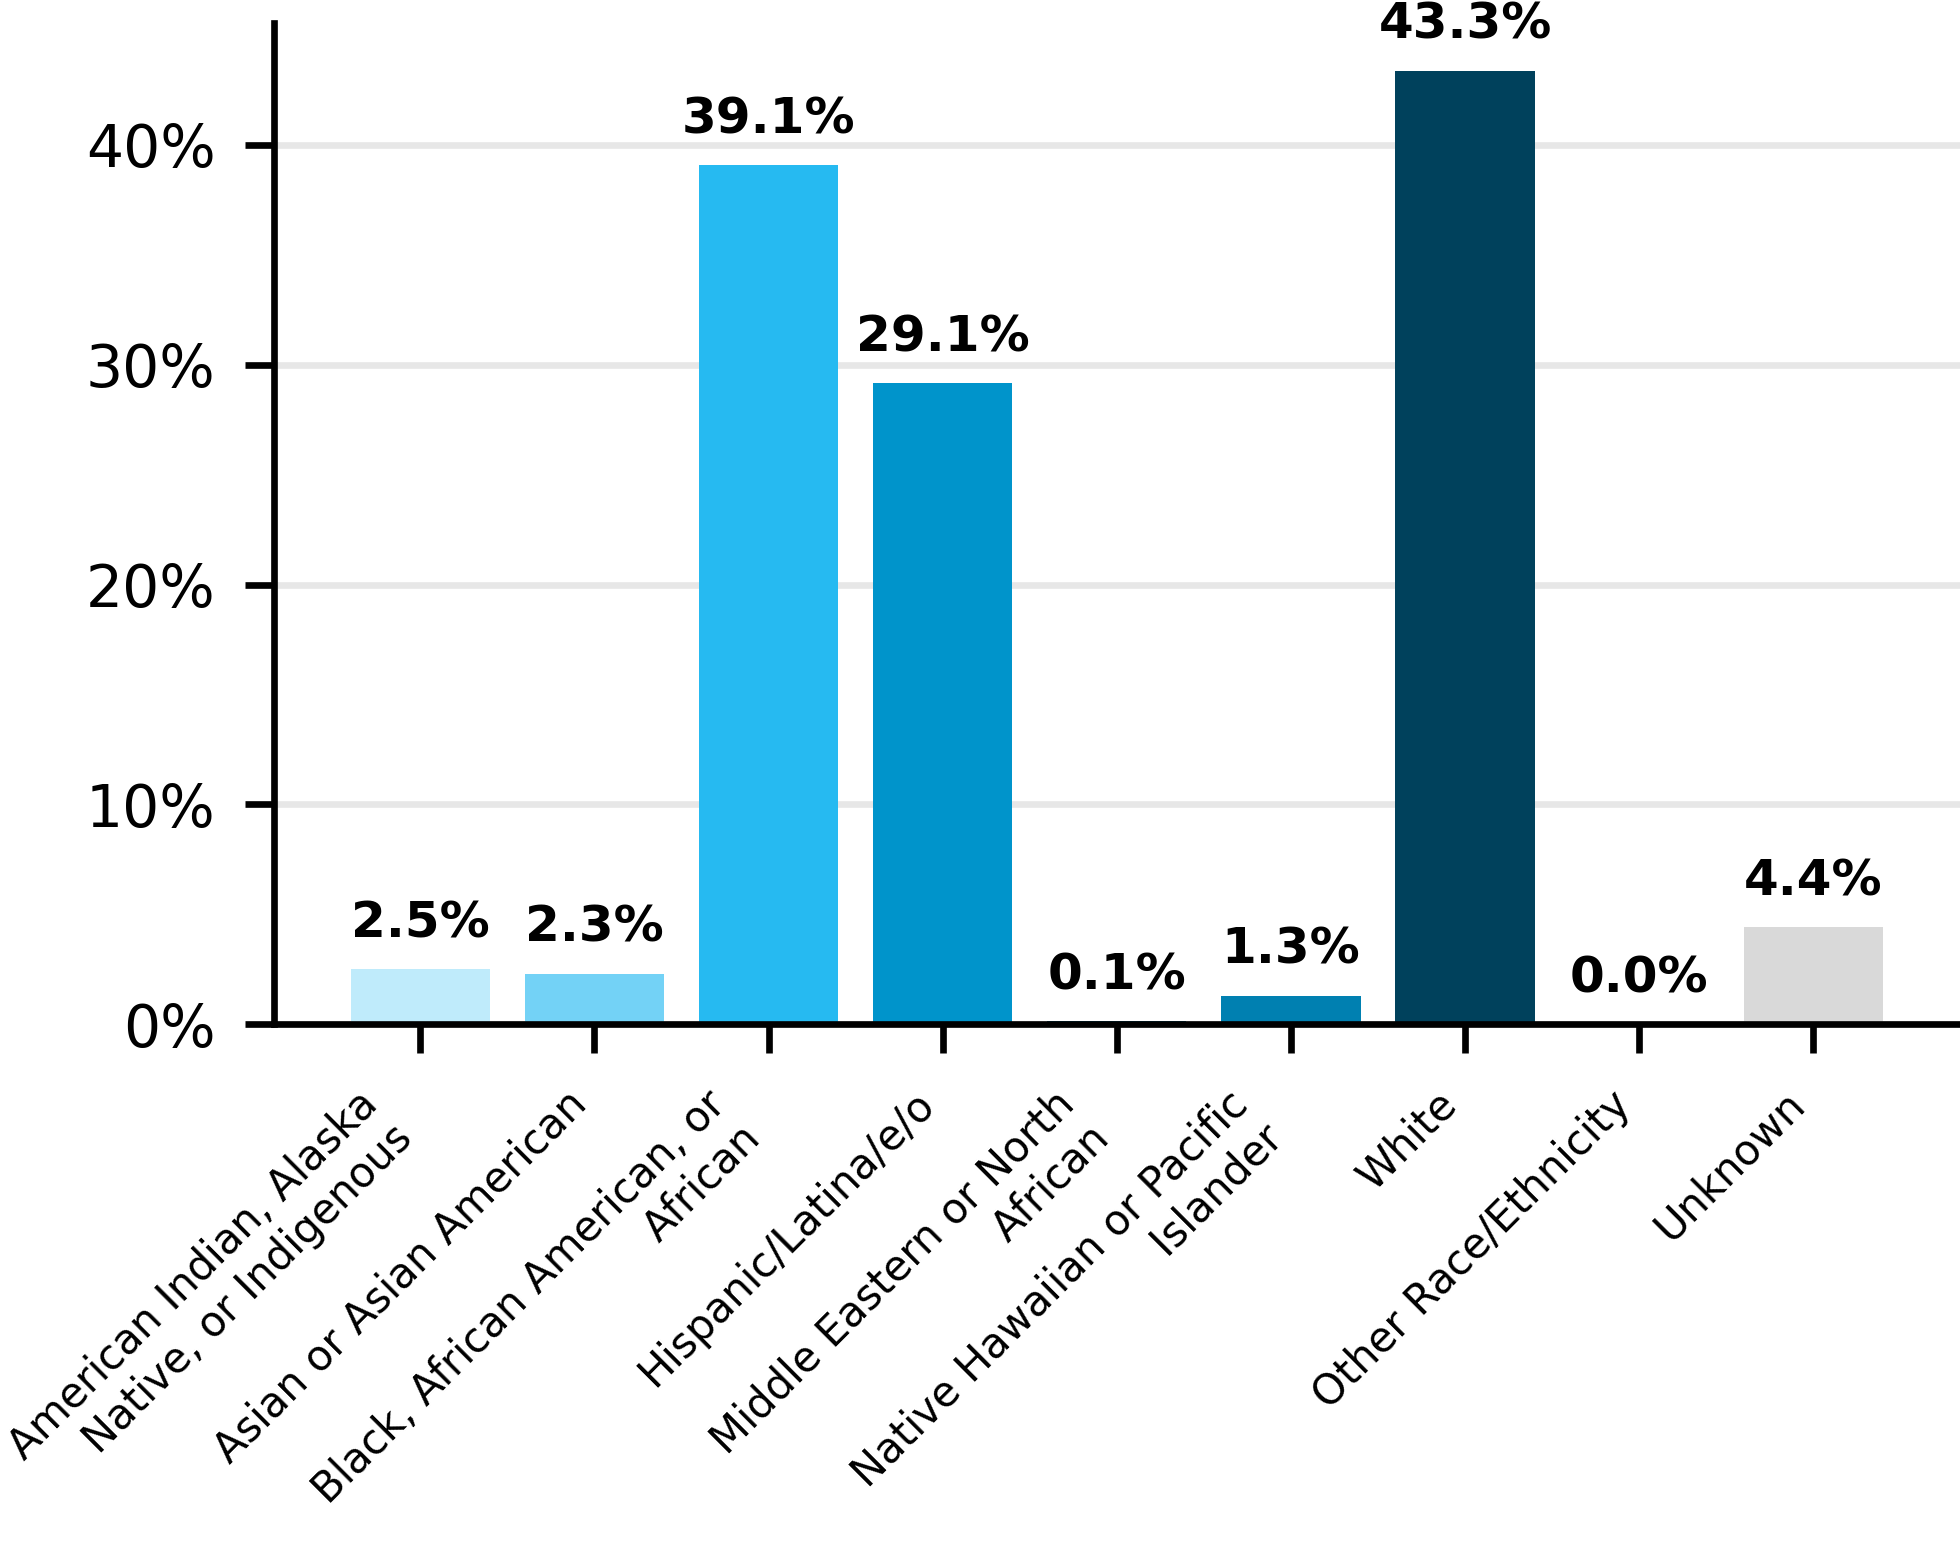 43.3%
39.1%
40%
29.1%
30%
20%
10%
4.4%
2.5%
2.3%
0.1%
1.3%
0.0%
0%
American Indian, Alaska
Native, or Indigenous
Asian or Asian American
Black, African American, or
African
Hispanic/Latina/e/o
Middle Eastern or North
African
Native Hawaiian or Pacific
Islander
White
Other Race/Ethnicity
Unknown